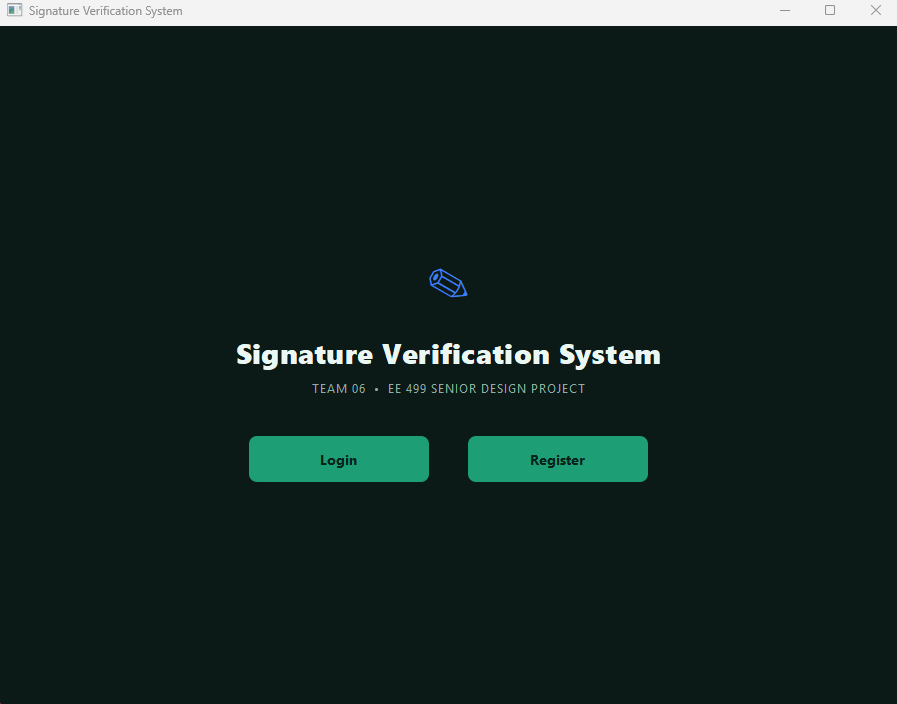 Signature Verification System
Signature Verification System
TEAM 06 • EE 499 SENIOR DESIGN PROJECT
Login Register